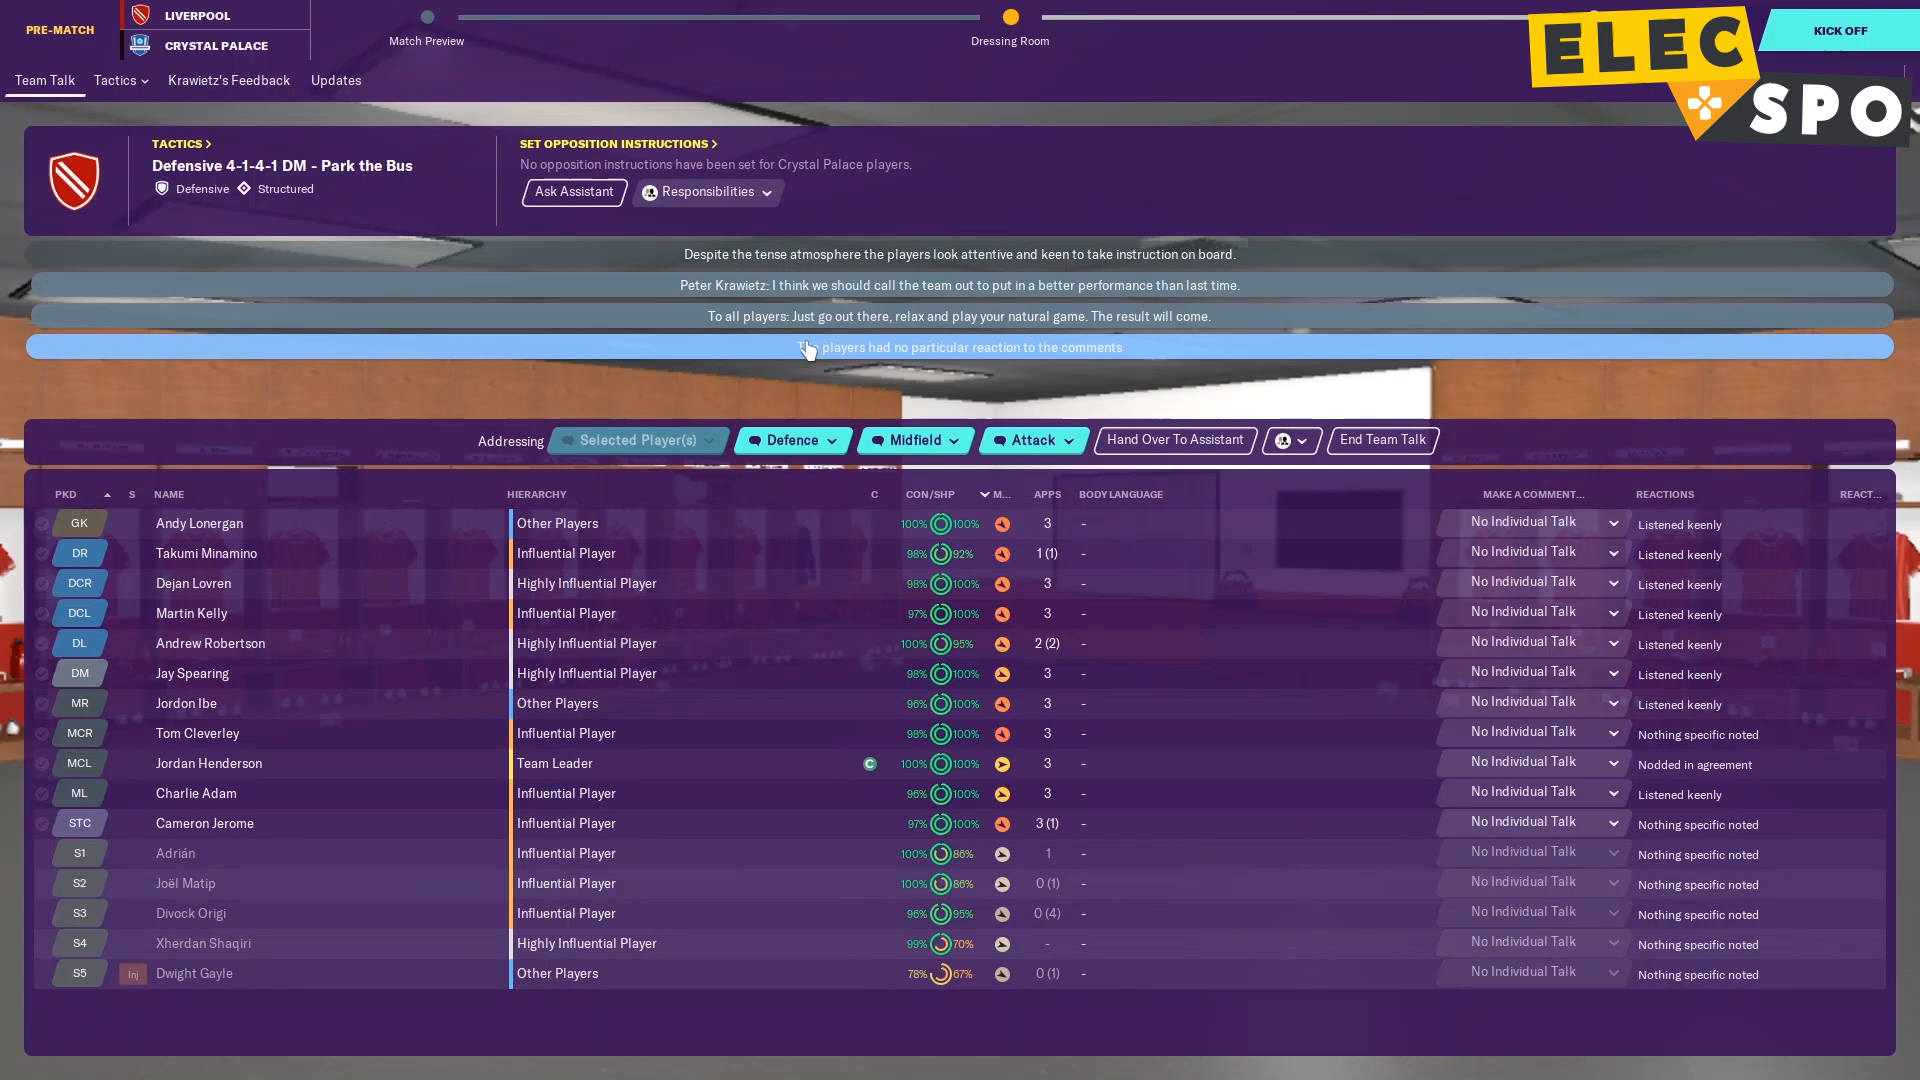 PRE-MATCH
LIVERPOOL
CRYSTAL PALACE
Match Preview
Dressing Room
KICK OFF
ELEC
SPO
Team Talk
Tactics
Krawietz's Feedback
Updates
TACTICS >
Defensive 4-1-4-1 DM - Park the Bus
Defensive Structured
SET OPPOSITION INSTRUCTIONS >
No opposition instructions have been set for Crystal Palace players.
Ask Assistant Responsibilities
Despite the tense atmosphere the players look attentive and keen to take instruction on board.
Peter Krawietz: I think we should call the team out to put in a better performance than last time.
To all players: Just go out there, relax and play your natural game. The result will come.
players had no particular reaction to the comments
Addressing Selected Player(s) Defence Midfield Attack Hand Over To Assistant End Team Talk
PKD S NAME HIERARCHY C CON/SHP M... APPS BODY LANGUAGE MAKE A COMMENT... REACTIONS REACT...
GK Andy Lonergan Other Players 100% 100% 3 - No Individual Talk Listened keenly
DR Takumi Minamino Influential Player 98% 92% 1 (1) - No Individual Talk Listened keenly
DCR Dejan Lovren Highly Influential Player 98% 100% 3 - No Individual Talk Listened keenly
DCL Martin Kelly Influential Player 97% 100% 3 - No Individual Talk Listened keenly
DL Andrew Robertson Highly Influential Player 100% 95% 2 (2) - No Individual Talk Listened keenly
DM Jay Spearing Highly Influential Player 98% 100% 3 - No Individual Talk Listened keenly
MR Jordon Ibe Other Players 96% 100% 3 - No Individual Talk Listened keenly
MCR Tom Cleverley Influential Player 98% 100% 3 - No Individual Talk Nothing specific noted
MCL Jordan Henderson Team Leader C 100% 100% 3 - No Individual Talk Nodded in agreement
ML Charlie Adam Influential Player 96% 100% 3 - No Individual Talk Listened keenly
STC Cameron Jerome Influential Player 97% 100% 3 (1) - No Individual Talk Nothing specific noted
S1 Adrián Influential Player 100% 86% 1 - No Individual Talk Nothing specific noted
S2 Joël Matip Influential Player 100% 86% 0 (1) - No Individual Talk Nothing specific noted
S3 Divock Origi Influential Player 96% 95% 0 (4) - No Individual Talk Nothing specific noted
S4 Xherdan Shaqiri Highly Influential Player 99% 70% - - No Individual Talk Nothing specific noted
S5 Inj Dwight Gayle Other Players 78% 67% 0 (1) - No Individual Talk Nothing specific noted